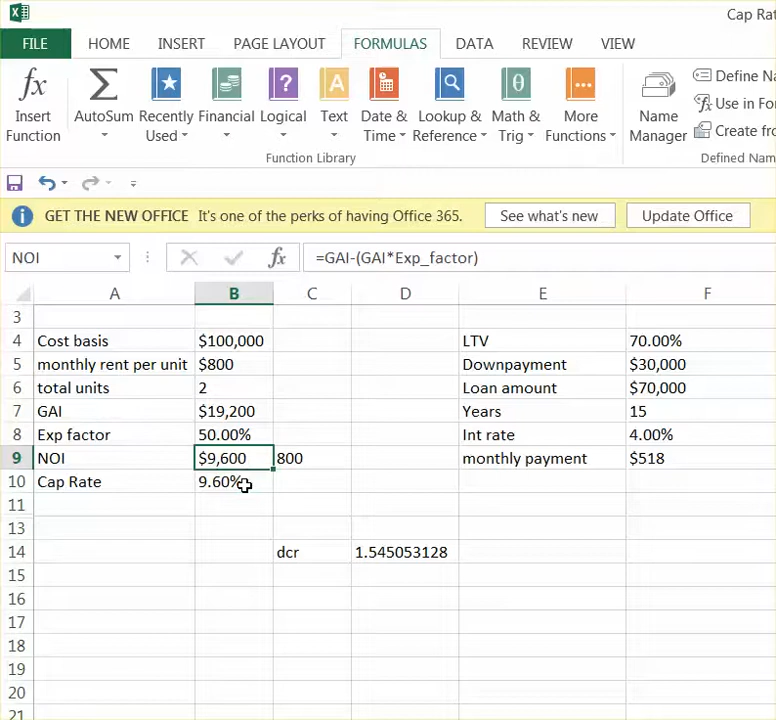 Cap Rat
FILE HOME INSERT PAGE LAYOUT FORMULAS DATA REVIEW VIEW
fx Insert Function
Σ AutoSum
Recently Used
Financial
Logical
A Text
Date & Time
Lookup & Reference
θ Math & Trig
More Functions
Name Manager
Define Na
fx Use in For
Create fro
Function Library
Defined Nam
GET THE NEW OFFICE It's one of the perks of having Office 365. See what's new Update Office
NOI fx =GAI-(GAI*Exp_factor)
A B C D E F
3
4 Cost basis $100,000 LTV 70.00%
5 monthly rent per unit $800 Downpayment $30,000
6 total units 2 Loan amount $70,000
7 GAI $19,200 Years 15
8 Exp factor 50.00% Int rate 4.00%
9 NOI $9,600 800 monthly payment $518
10 Cap Rate 9.60%
11
13
14 dcr 1.545053128
15
16
17
18
19
20
21